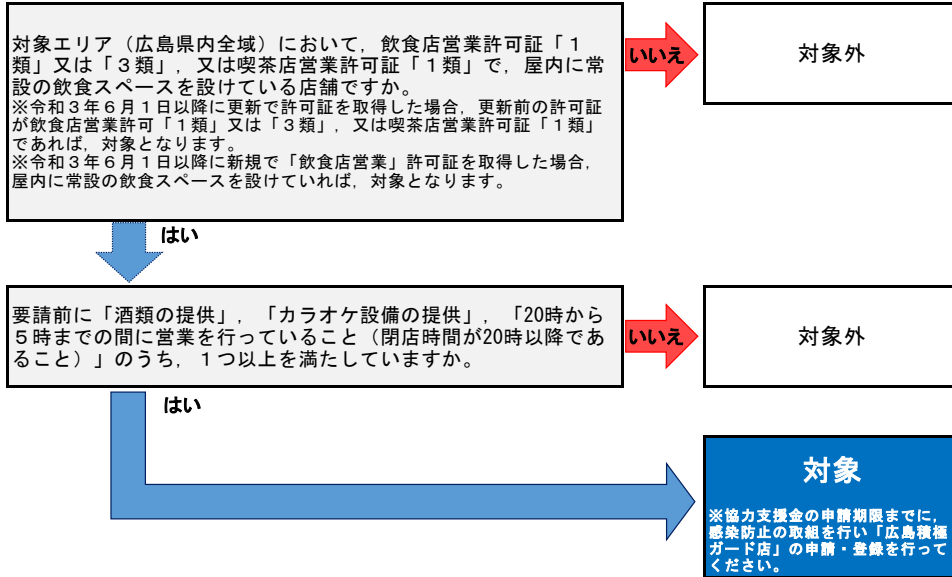 対象エリア（広島県内全域）において，飲食店営業許可証「１
類」又は「３類」，又は喫茶店営業許可証「１類」で，屋内に常
設の飲食スペースを設けている店舗ですか。
※令和３年６月１日以降に更新で許可証を取得した場合，更新前の許可証
が飲食店営業許可「１類」又は「３類」，又は喫茶店営業許可証「１類」
であれば，対象となります。
※令和３年６月１日以降に新規で「飲食店営業」許可証を取得した場合，
屋内に常設の飲食スペースを設けていれば，対象となります。
いいえ
対象外
はい
要請前に「酒類の提供」，「カラオケ設備の提供」，「20時から
５時までの間に営業を行っていること（閉店時間が20時以降であ
ること）」のうち，１つ以上を満たしていますか。
いいえ
対象外
はい
対象
※協力支援金の申請期限までに，
感染防止の取組を行い「広島積極
ガード店」の申請・登録を行って
ください。